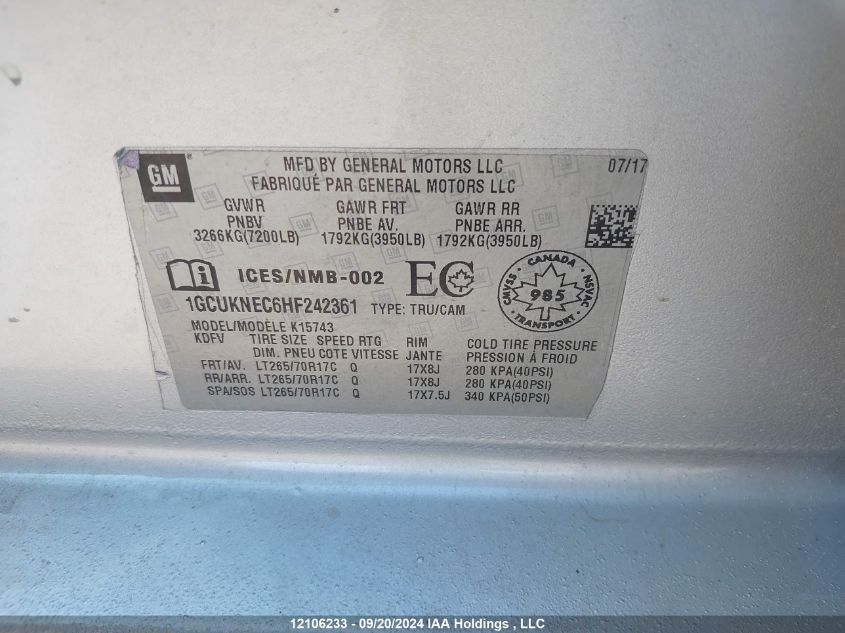 GM
MFD BY GENERAL MOTORS LLC 07/17
FABRIQUÉ PAR GENERAL MOTORS LLC
GVWR GAWR FRT GAWR RR
PNBV PNBE AV. PNBE ARR.
3266KG(7200LB) 1792KG(3950LB) 1792KG(3950LB)
i ICES/NMB-002 EC
CANADA CMVSS NSVAC 985 TRANSPORT
1GCUKNEC6HF242361 TYPE: TRU/CAM
MODEL/MODÈLE K15743
KDFV TIRE SIZE SPEED RTG RIM COLD TIRE PRESSURE
DIM. PNEU COTE VITESSE JANTE PRESSION À FROID
FRT/AV. LT265/70R17C Q 17X8J 280 KPA(40PSI)
RR/ARR. LT265/70R17C Q 17X8J 280 KPA(40PSI)
SPA/SOS LT265/70R17C Q 17X7.5J 340 KPA(50PSI)
12106233 - 09/20/2024 IAA Holdings , LLC